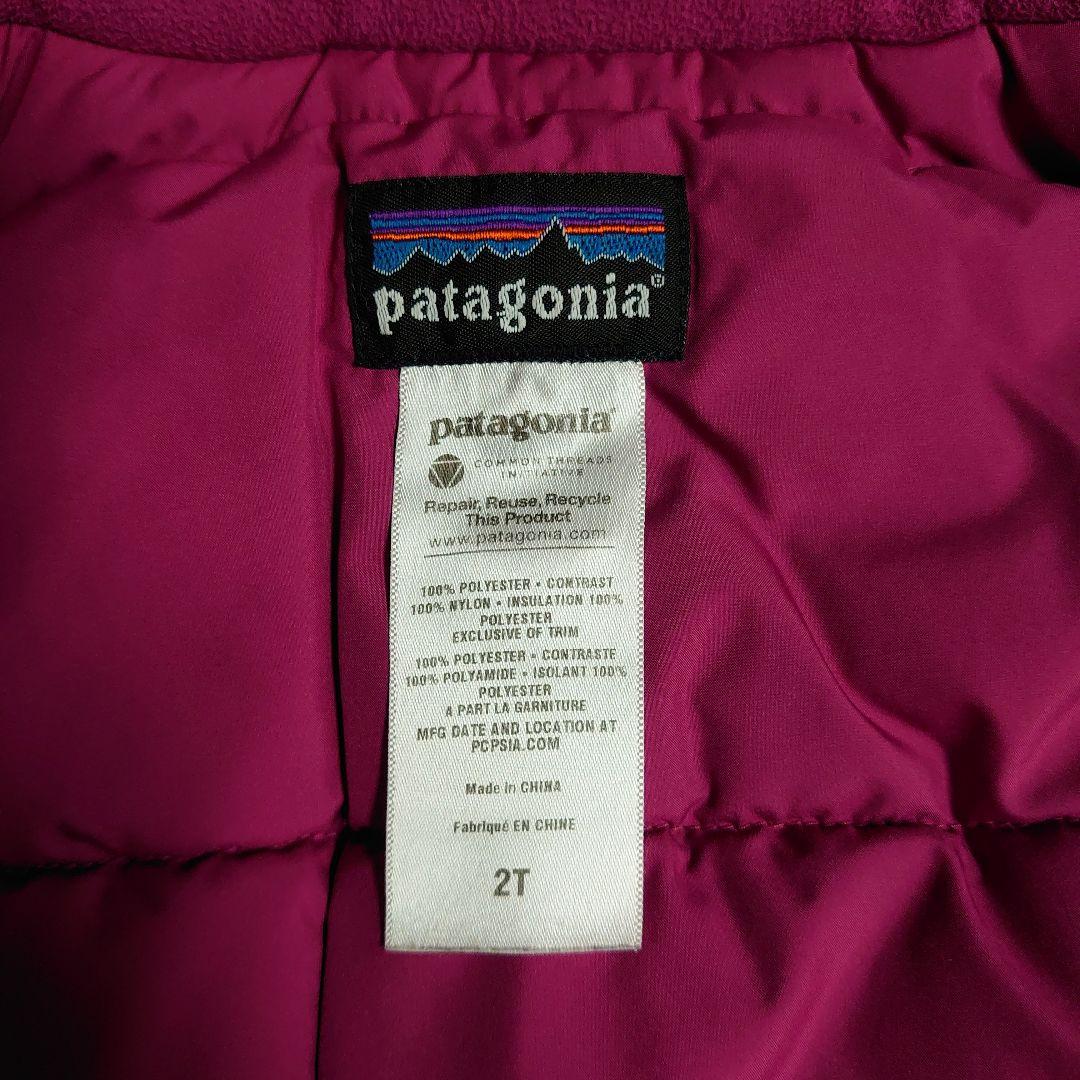 patagonia®
patagonia®
COMMON THREADS
INITIATIVE
Repair, Reuse, Recycle
This Product
www.patagonia.com
100% POLYESTER • CONTRAST
100% NYLON • INSULATION 100%
POLYESTER
EXCLUSIVE OF TRIM
100% POLYESTER • CONTRASTE
100% POLYAMIDE • ISOLANT 100%
POLYESTER
A PART LA GARNITURE
MFG DATE AND LOCATION AT
PCPSIA.COM
Made in CHINA
Fabriqué EN CHINE
2T